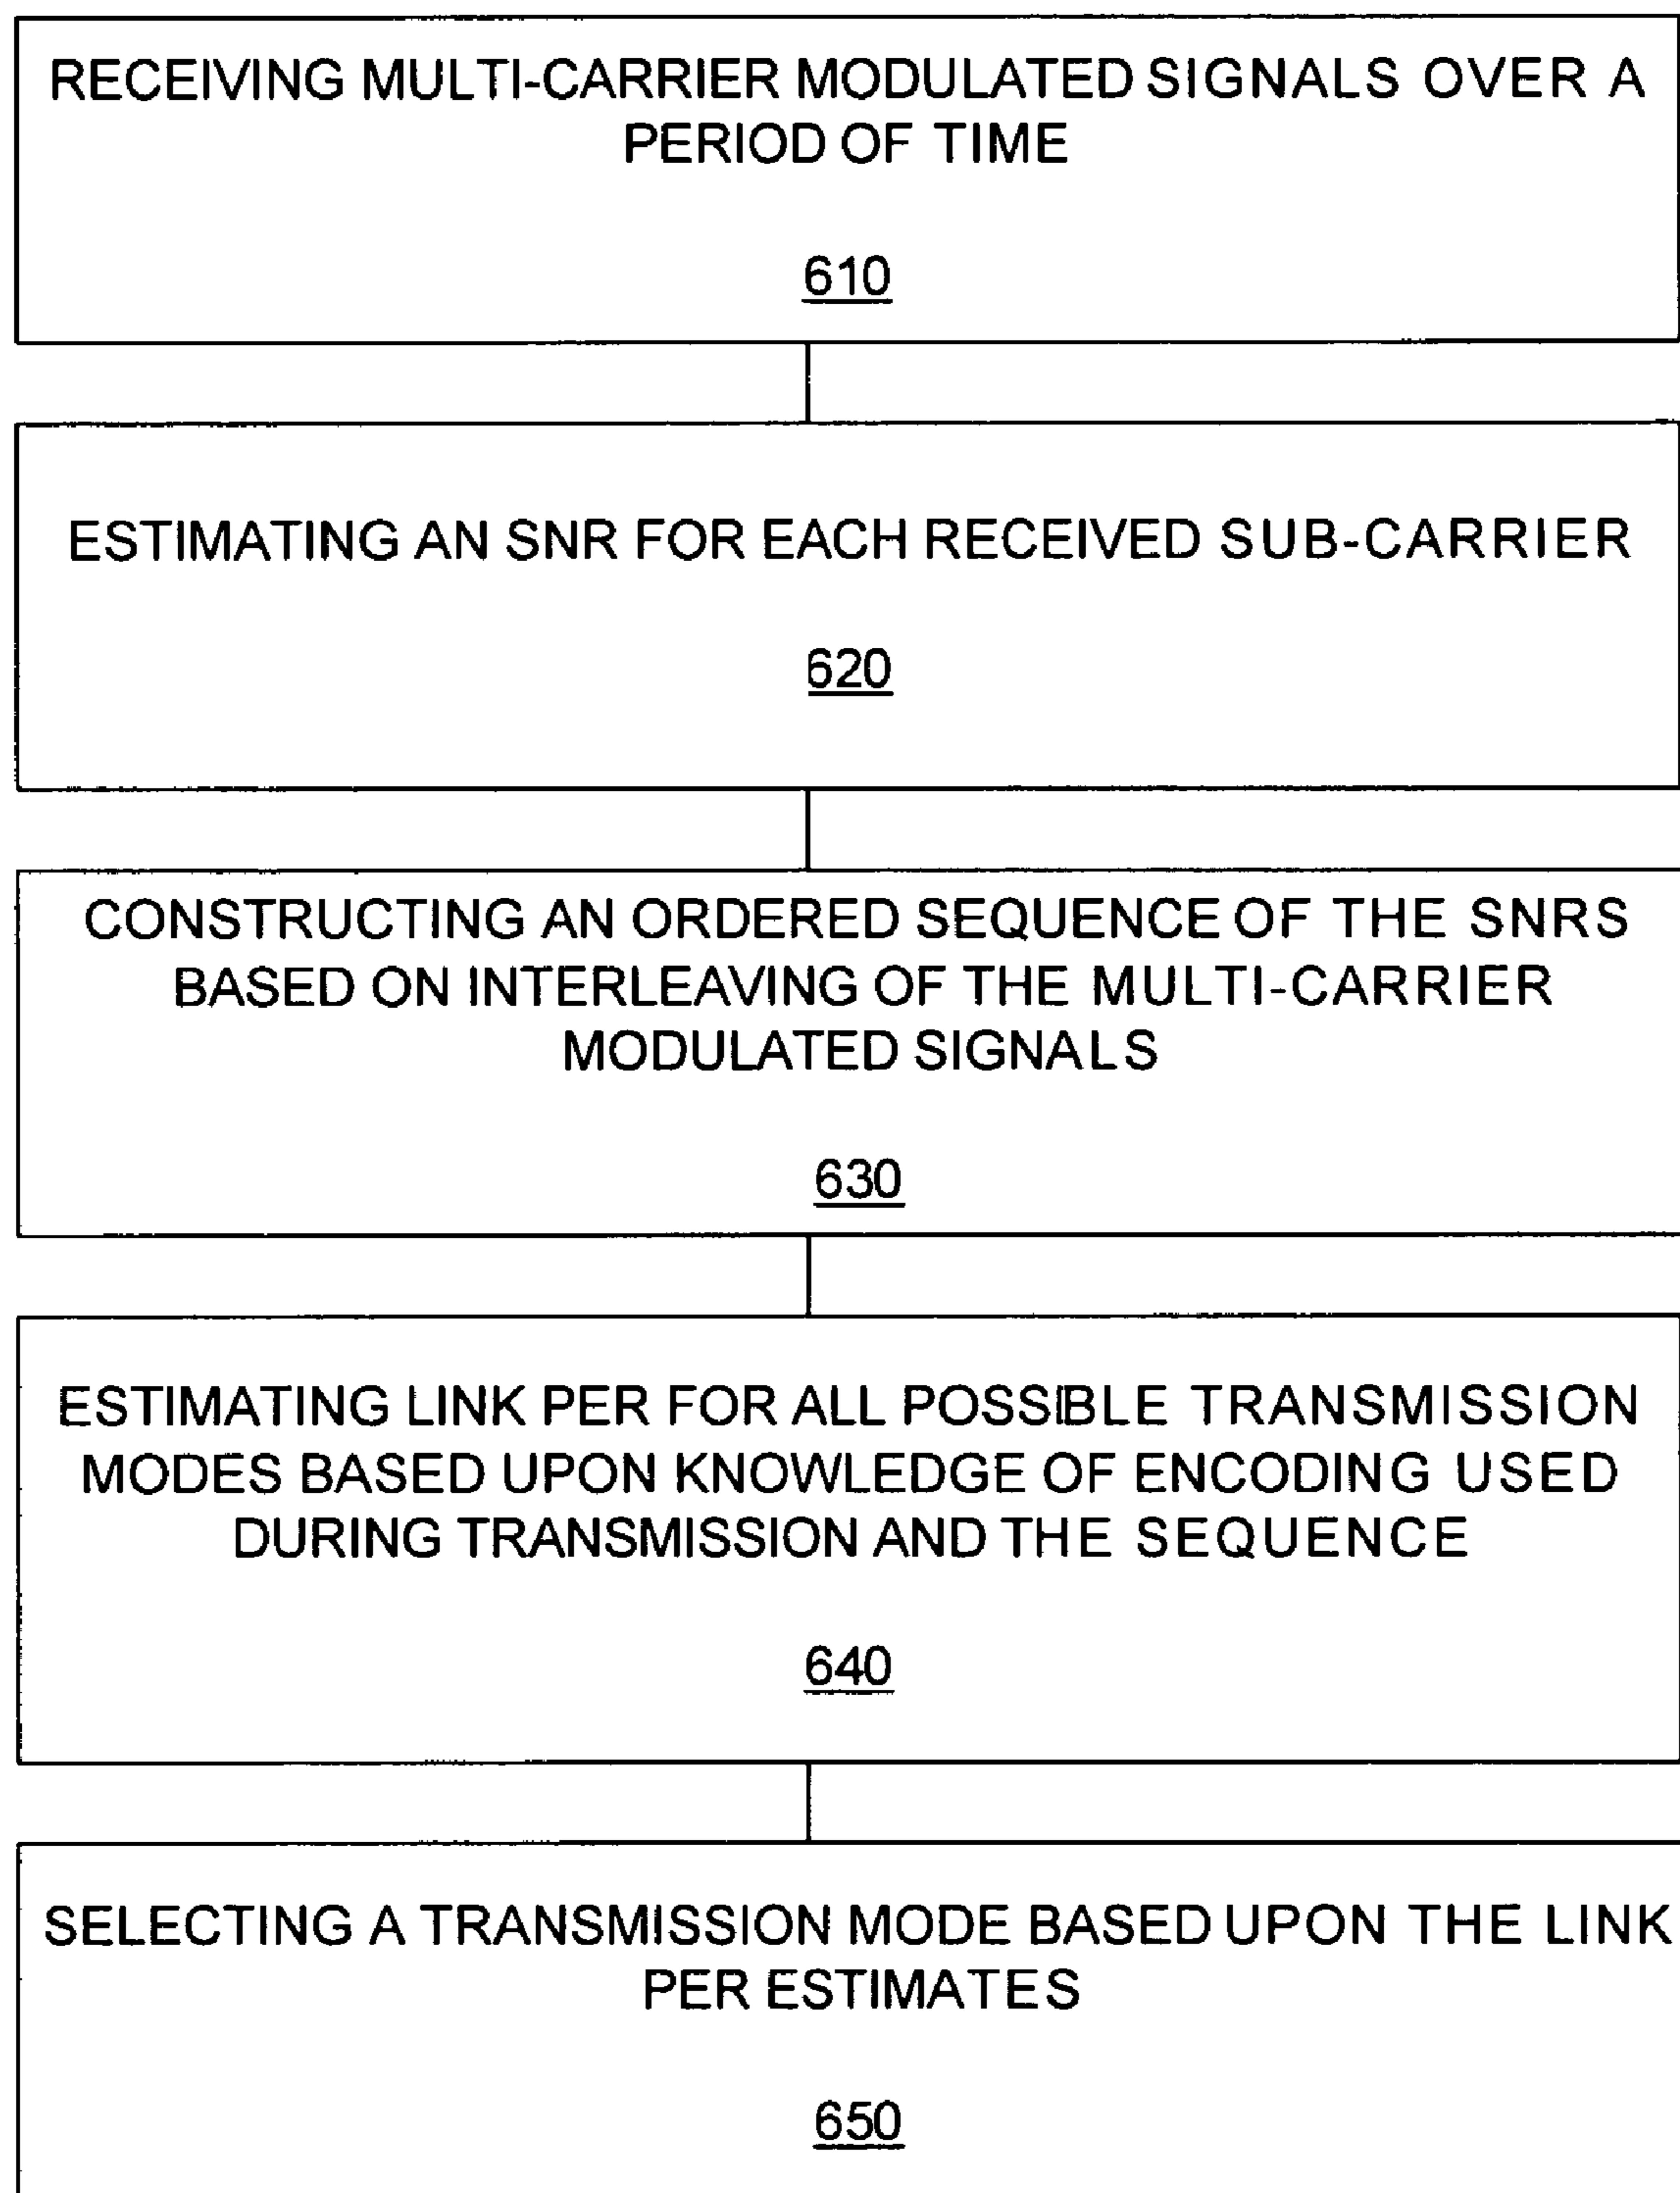 RECEIVING MULTI-CARRIER MODULATED SIGNALS OVER A
PERIOD OF TIME
610
ESTIMATING AN SNR FOR EACH RECEIVED SUB-CARRIER
620
CONSTRUCTING AN ORDERED SEQUENCE OF THE SNRS
BASED ON INTERLEAVING OF THE MULTI-CARRIER
MODULATED SIGNALS
630
ESTIMATING LINK PER FOR ALL POSSIBLE TRANSMISSION
MODES BASED UPON KNOWLEDGE OF ENCODING USED
DURING TRANSMISSION AND THE SEQUENCE
640
SELECTING A TRANSMISSION MODE BASED UPON THE LINK
PER ESTIMATES
650